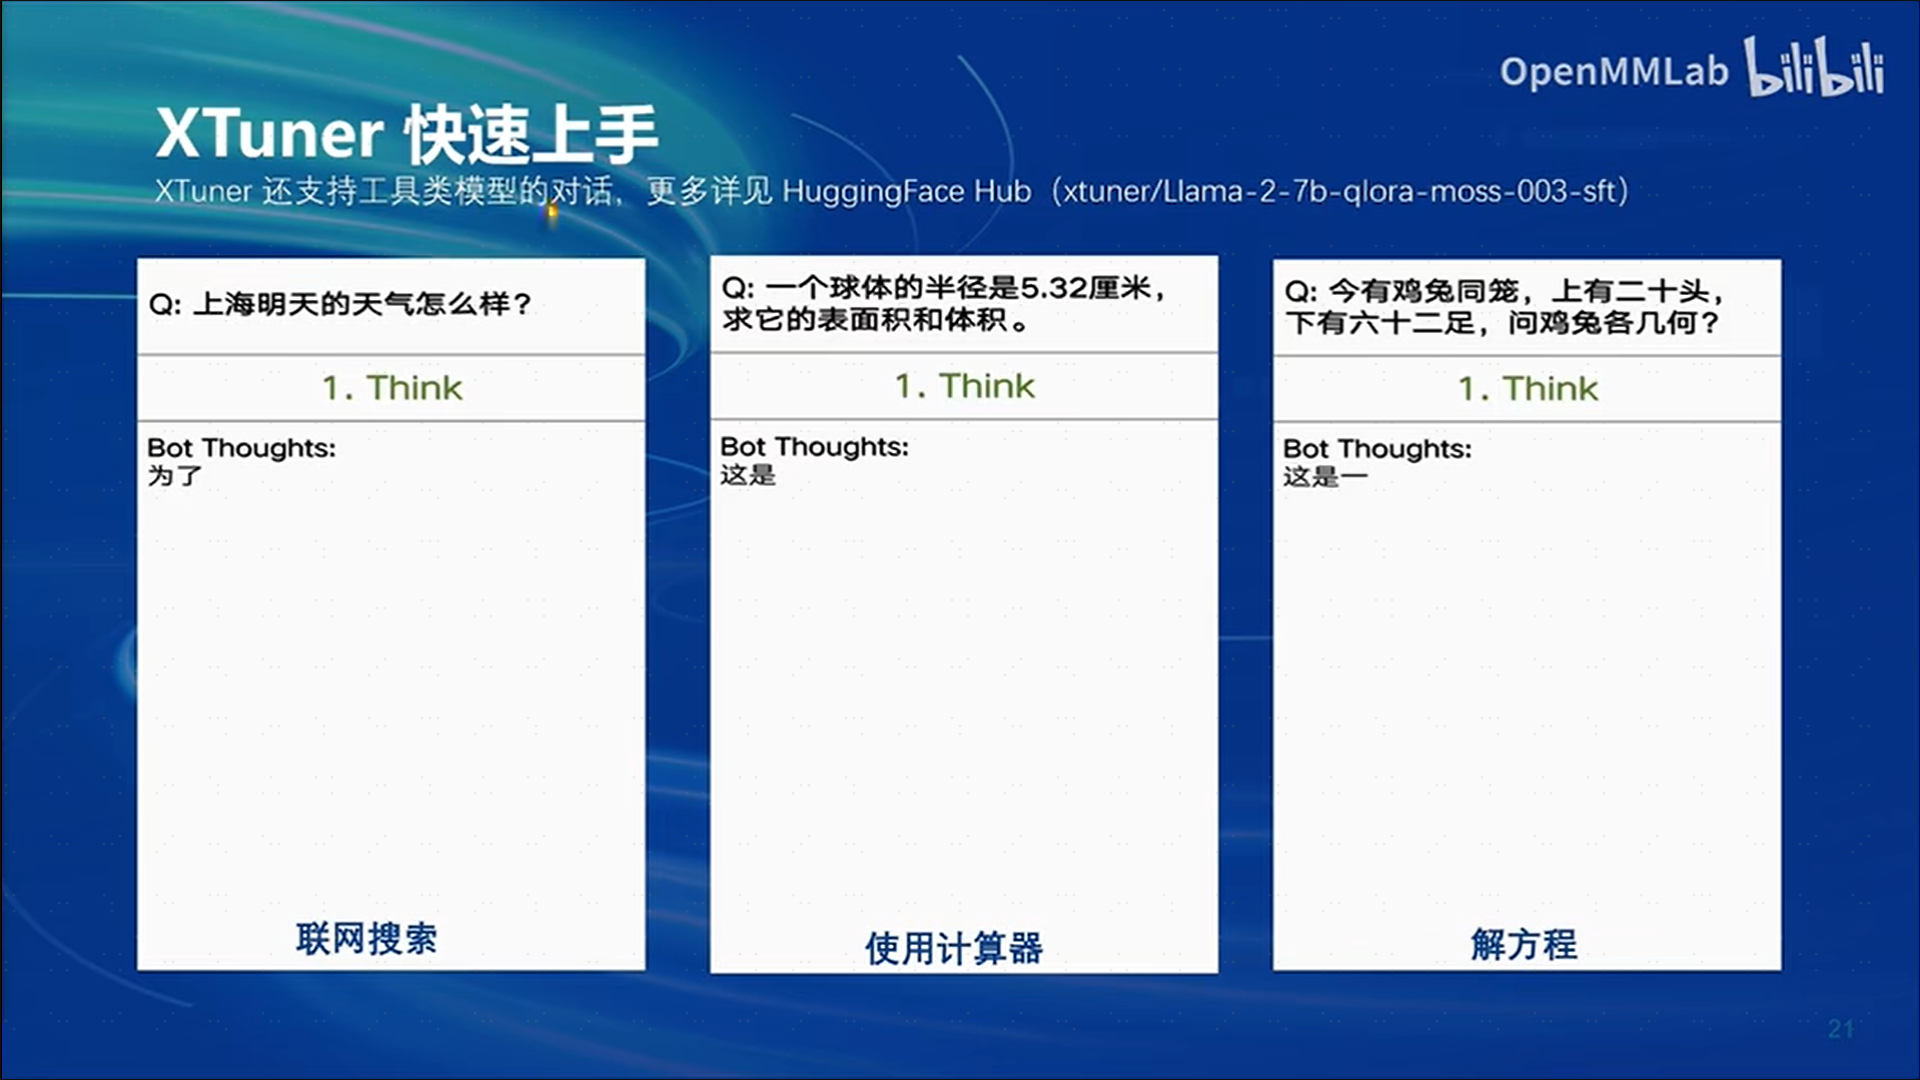 OpenMMLab bilibili
XTuner 快速上手
XTuner 还支持工具类模型的对话，更多详见 HuggingFace Hub（xtuner/Llama-2-7b-qlora-moss-003-sft）
Q: 上海明天的天气怎么样？
1. Think
Bot Thoughts:
为了
联网搜索
Q: 一个球体的半径是5.32厘米，
求它的表面积和体积。
1. Think
Bot Thoughts:
这是
使用计算器
Q: 今有鸡兔同笼，上有二十头，
下有六十二足，问鸡兔各几何？
1. Think
Bot Thoughts:
这是一
解方程
21